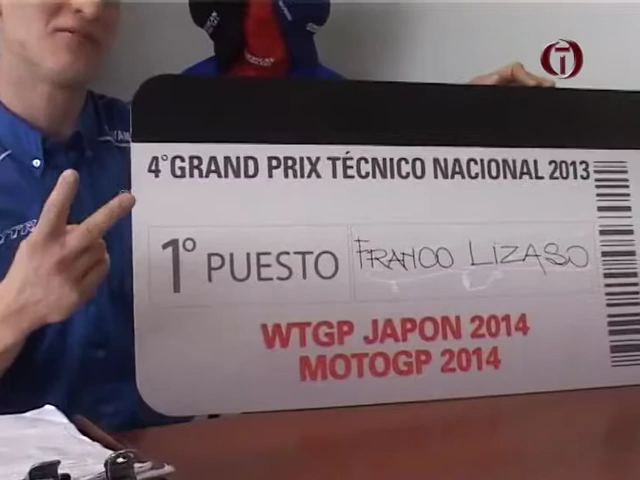 4° GRAND PRIX TÉCNICO NACIONAL 2013
1° PUESTO
FRANCO LIZASO
WTGP JAPON 2014
MOTOGP 2014